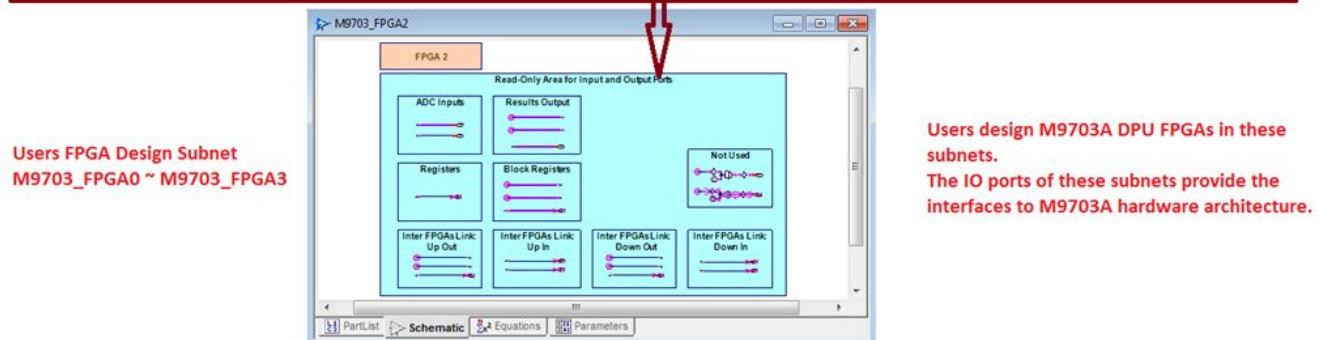 M9703_FPGA2
FPGA 2
Read-Only Area for Input and Output Ports
ADC Inputs
Results Output
Not Used
Registers
Block Registers
Inter FPGAs Link:
Up Out
Inter FPGAs Link:
Up In
Inter FPGAs Link:
Down Out
Inter FPGAs Link:
Down In
PartList
Schematic
Equations
Parameters
Users FPGA Design Subnet
M9703_FPGA0 ~ M9703_FPGA3
Users design M9703A DPU FPGAs in these
subnets.
The IO ports of these subnets provide the
interfaces to M9703A hardware architecture.